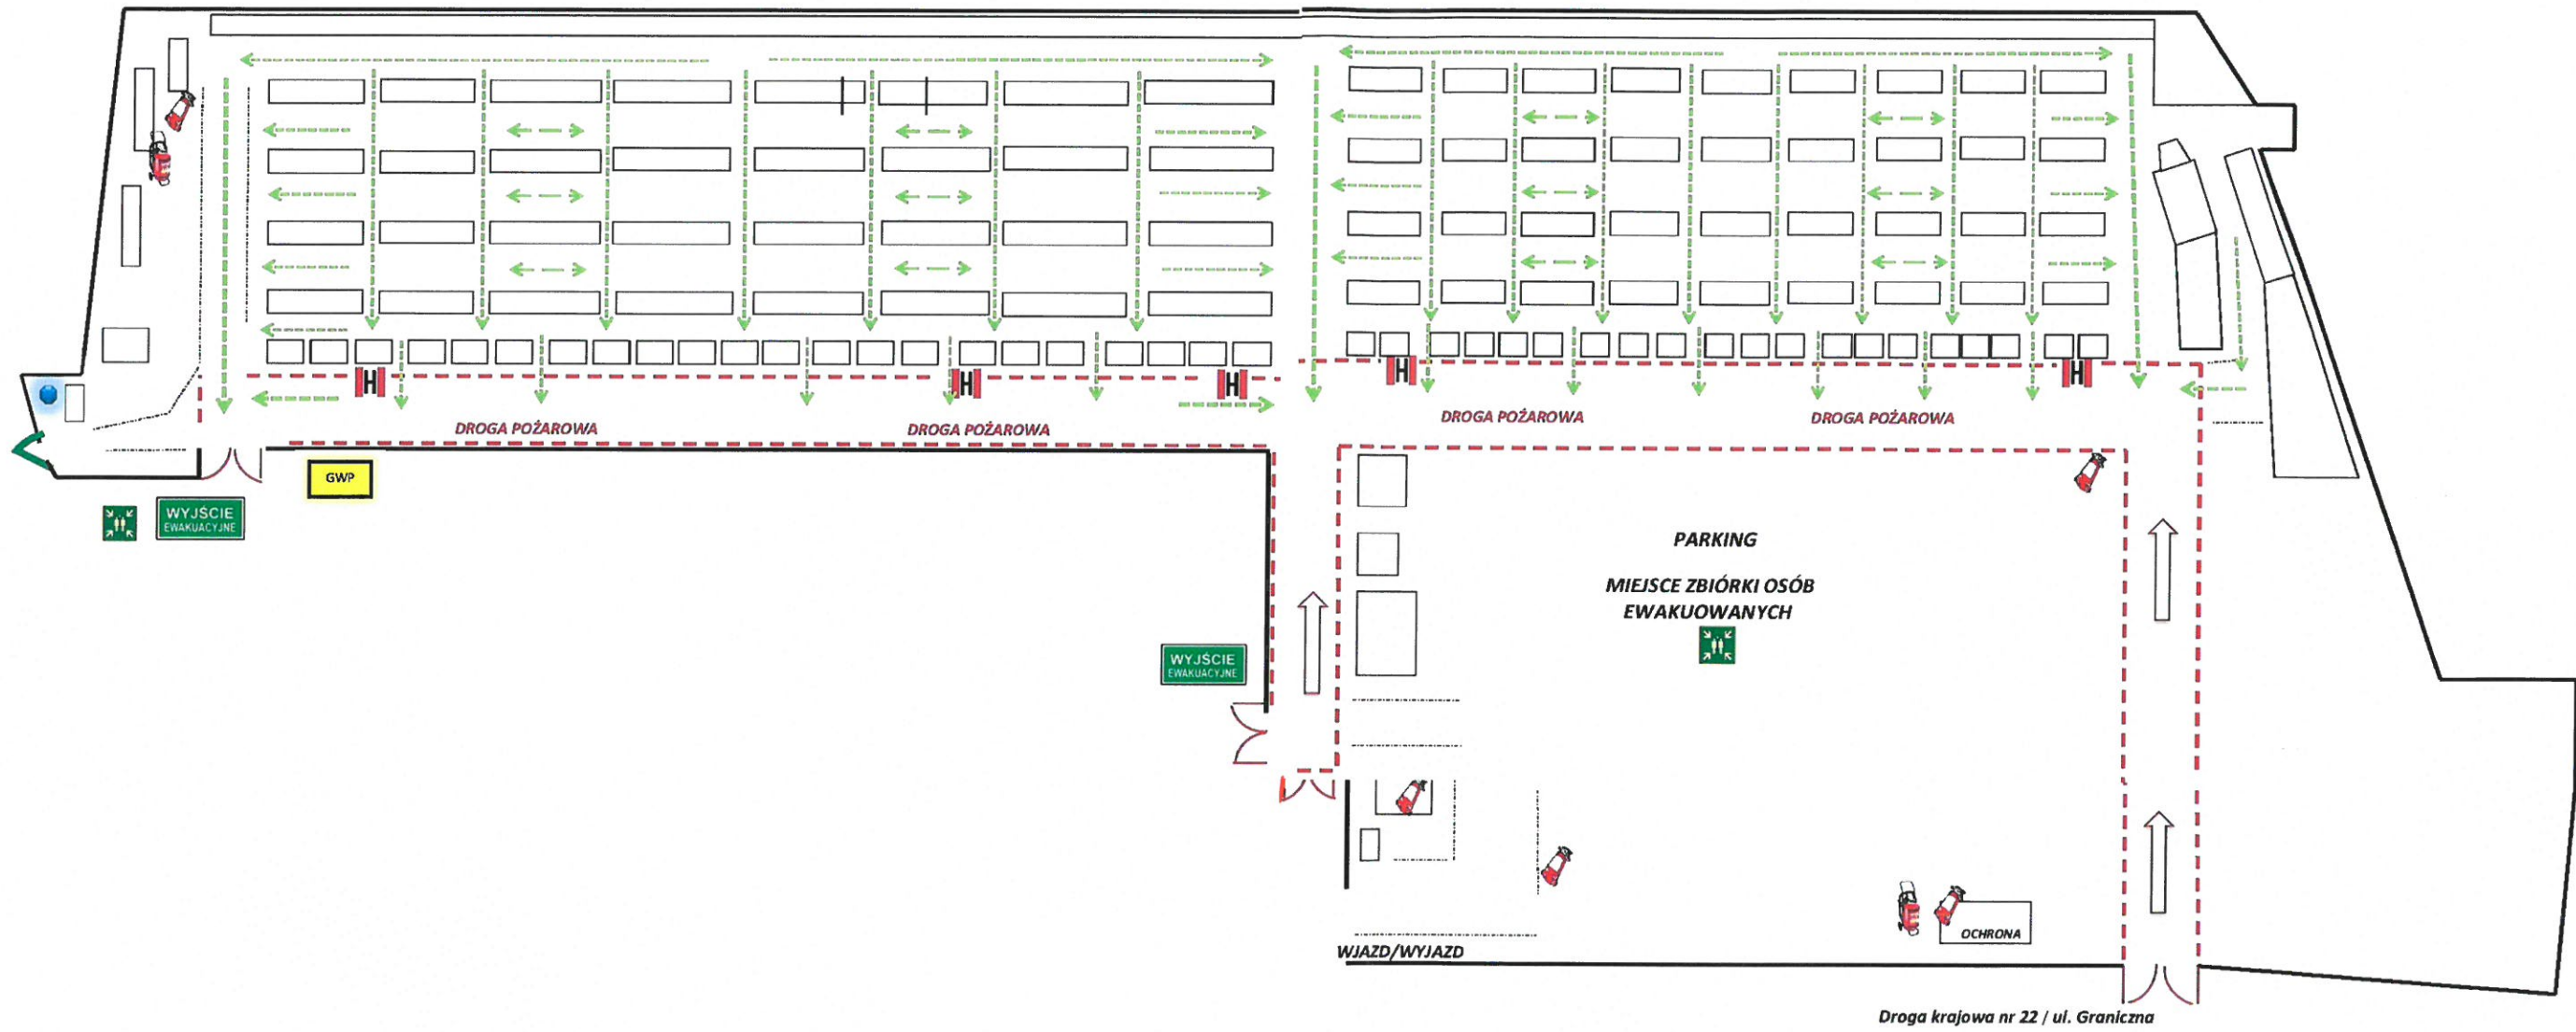 H
H
H
H
H
DROGA POŻAROWA
DROGA POŻAROWA
DROGA POŻAROWA
DROGA POŻAROWA
GWP
WYJŚCIE
EWAKUACYJNE
PARKING
MIEJSCE ZBIÓRKI OSÓB
EWAKUOWANYCH
WYJŚCIE
EWAKUACYJNE
OCHRONA
WJAZD/WYJAZD
Droga krajowa nr 22 / ul. Graniczna